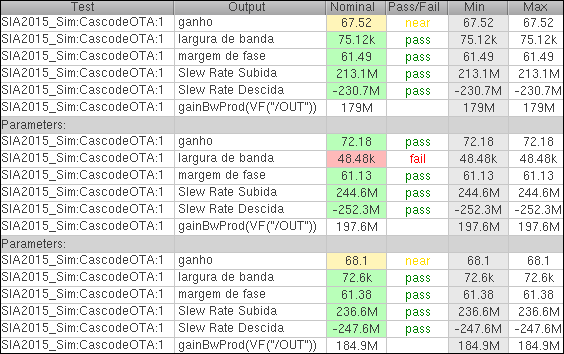 Test Output Nominal Pass/Fail Min Max
SIA2015_Sim:CascodeOTA:1 ganho 67.52 near 67.52 67.52
SIA2015_Sim:CascodeOTA:1 largura de banda 75.12k pass 75.12k 75.12k
SIA2015_Sim:CascodeOTA:1 margem de fase 61.49 pass 61.49 61.49
SIA2015_Sim:CascodeOTA:1 Slew Rate Subida 213.1M pass 213.1M 213.1M
SIA2015_Sim:CascodeOTA:1 Slew Rate Descida -230.7M pass -230.7M -230.7M
SIA2015_Sim:CascodeOTA:1 gainBwProd(VF("/OUT")) 179M 179M 179M
Parameters:
SIA2015_Sim:CascodeOTA:1 ganho 72.18 pass 72.18 72.18
SIA2015_Sim:CascodeOTA:1 largura de banda 48.48k fail 48.48k 48.48k
SIA2015_Sim:CascodeOTA:1 margem de fase 61.13 pass 61.13 61.13
SIA2015_Sim:CascodeOTA:1 Slew Rate Subida 244.6M pass 244.6M 244.6M
SIA2015_Sim:CascodeOTA:1 Slew Rate Descida -252.3M pass -252.3M -252.3M
SIA2015_Sim:CascodeOTA:1 gainBwProd(VF("/OUT")) 197.6M 197.6M 197.6M
Parameters:
SIA2015_Sim:CascodeOTA:1 ganho 68.1 near 68.1 68.1
SIA2015_Sim:CascodeOTA:1 largura de banda 72.6k pass 72.6k 72.6k
SIA2015_Sim:CascodeOTA:1 margem de fase 61.38 pass 61.38 61.38
SIA2015_Sim:CascodeOTA:1 Slew Rate Subida 236.6M pass 236.6M 236.6M
SIA2015_Sim:CascodeOTA:1 Slew Rate Descida -247.6M pass -247.6M -247.6M
SIA2015_Sim:CascodeOTA:1 gainBwProd(VF("/OUT")) 184.9M 184.9M 184.9M